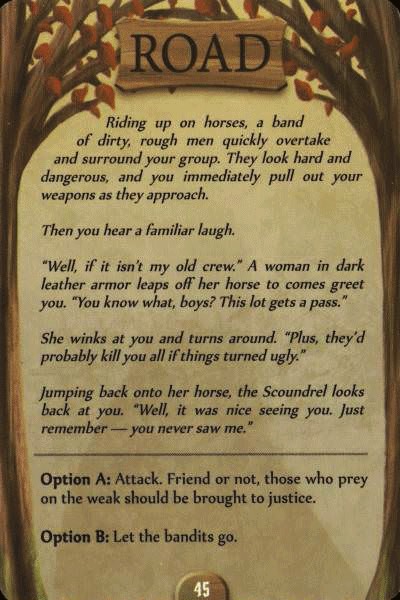 ROAD
Riding up on horses, a band
of dirty, rough men quickly overtake
and surround your group. They look hard and
dangerous, and you immediately pull out your
weapons as they approach.
Then you hear a familiar laugh.
“Well, if it isn’t my old crew.” A woman in dark
leather armor leaps off her horse to comes greet
you. “You know what, boys? This lot gets a pass.”
She winks at you and turns around. “Plus, they’d
probably kill you all if things turned ugly.”
Jumping back onto her horse, the Scoundrel looks
back at you. “Well, it was nice seeing you. Just
remember — you never saw me.”
Option A: Attack. Friend or not, those who prey
on the weak should be brought to justice.
Option B: Let the bandits go.
45